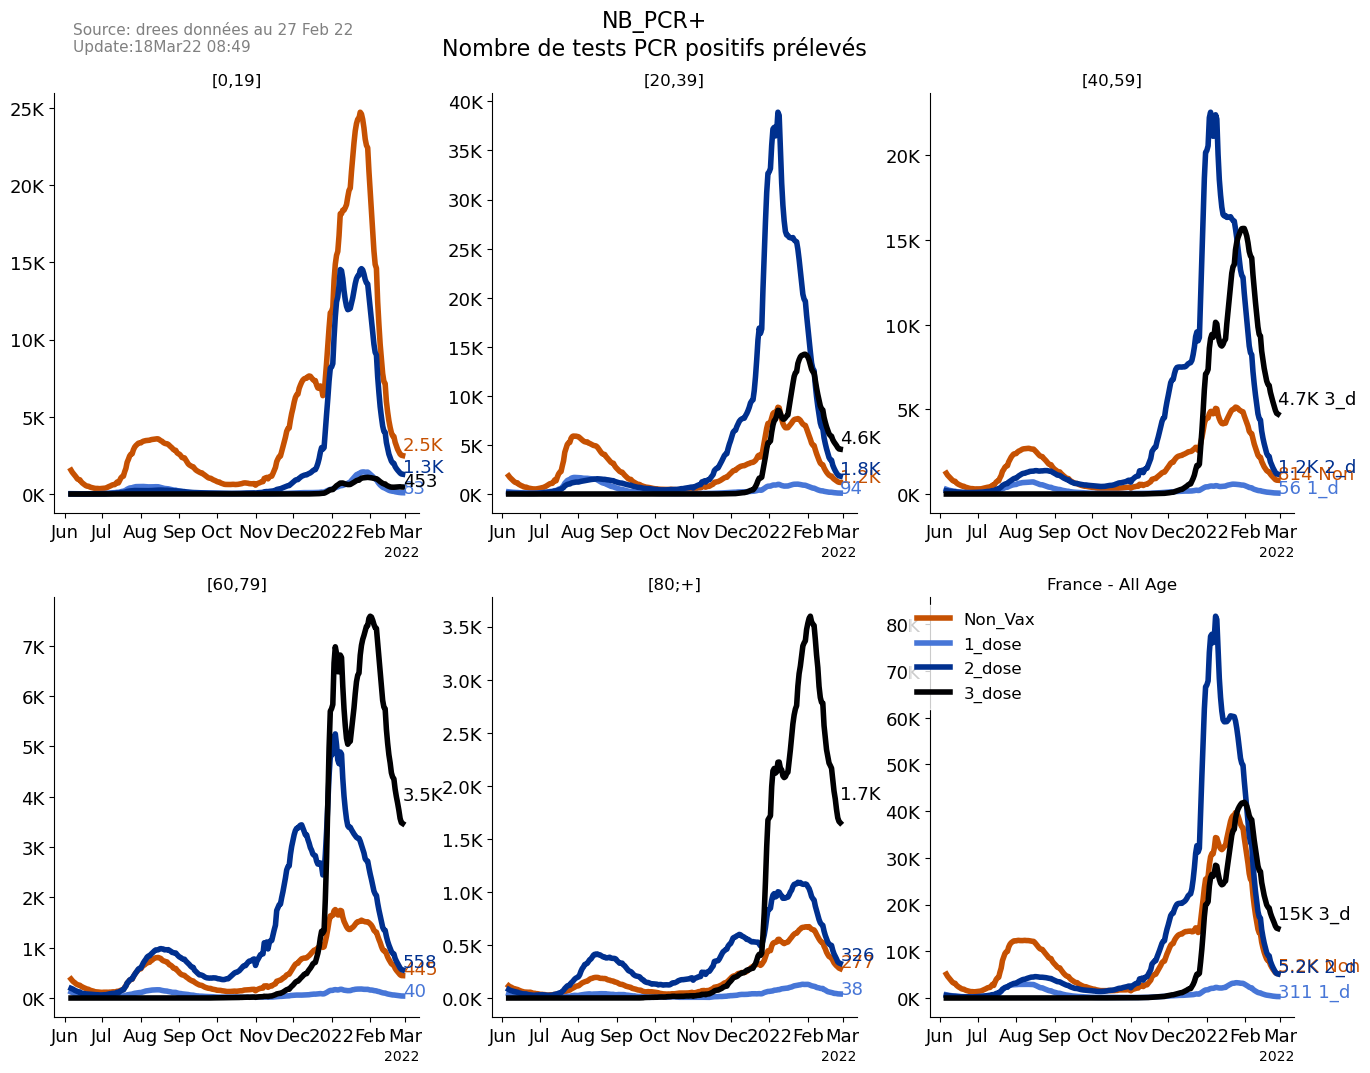 Source: drees données au 27 Feb 22
Update:18Mar22 08:49
NB_PCR+
Nombre de tests PCR positifs prélevés
[0,19]
25K
20K
15K
10K
5K
0K
2.5K
1.3K
453
Jun Jul Aug Sep Oct Nov Dec 2022 Feb Mar
2022
[20,39]
40K
35K
30K
25K
20K
15K
10K
5K
0K
4.6K
1.8K
1.2K
94
Jun Jul Aug Sep Oct Nov Dec 2022 Feb Mar
2022
[40,59]
20K
15K
10K
5K
0K
4.7K 3_d
1.2K 2_d
814 Non
56 1_d
Jun Jul Aug Sep Oct Nov Dec 2022 Feb Mar
2022
[60,79]
7K
6K
5K
4K
3K
2K
1K
0K
3.5K
558
445
40
Jun Jul Aug Sep Oct Nov Dec 2022 Feb Mar
2022
[80;+]
3.5K
3.0K
2.5K
2.0K
1.5K
1.0K
0.5K
0.0K
1.7K
326
277
38
Jun Jul Aug Sep Oct Nov Dec 2022 Feb Mar
2022
France - All Age
Non_Vax
1_dose
2_dose
3_dose
80K
70K
60K
50K
40K
30K
20K
10K
0K
15K 3_d
5.2K 2_d
Non
311 1_d
Jun Jul Aug Sep Oct Nov Dec 2022 Feb Mar
2022